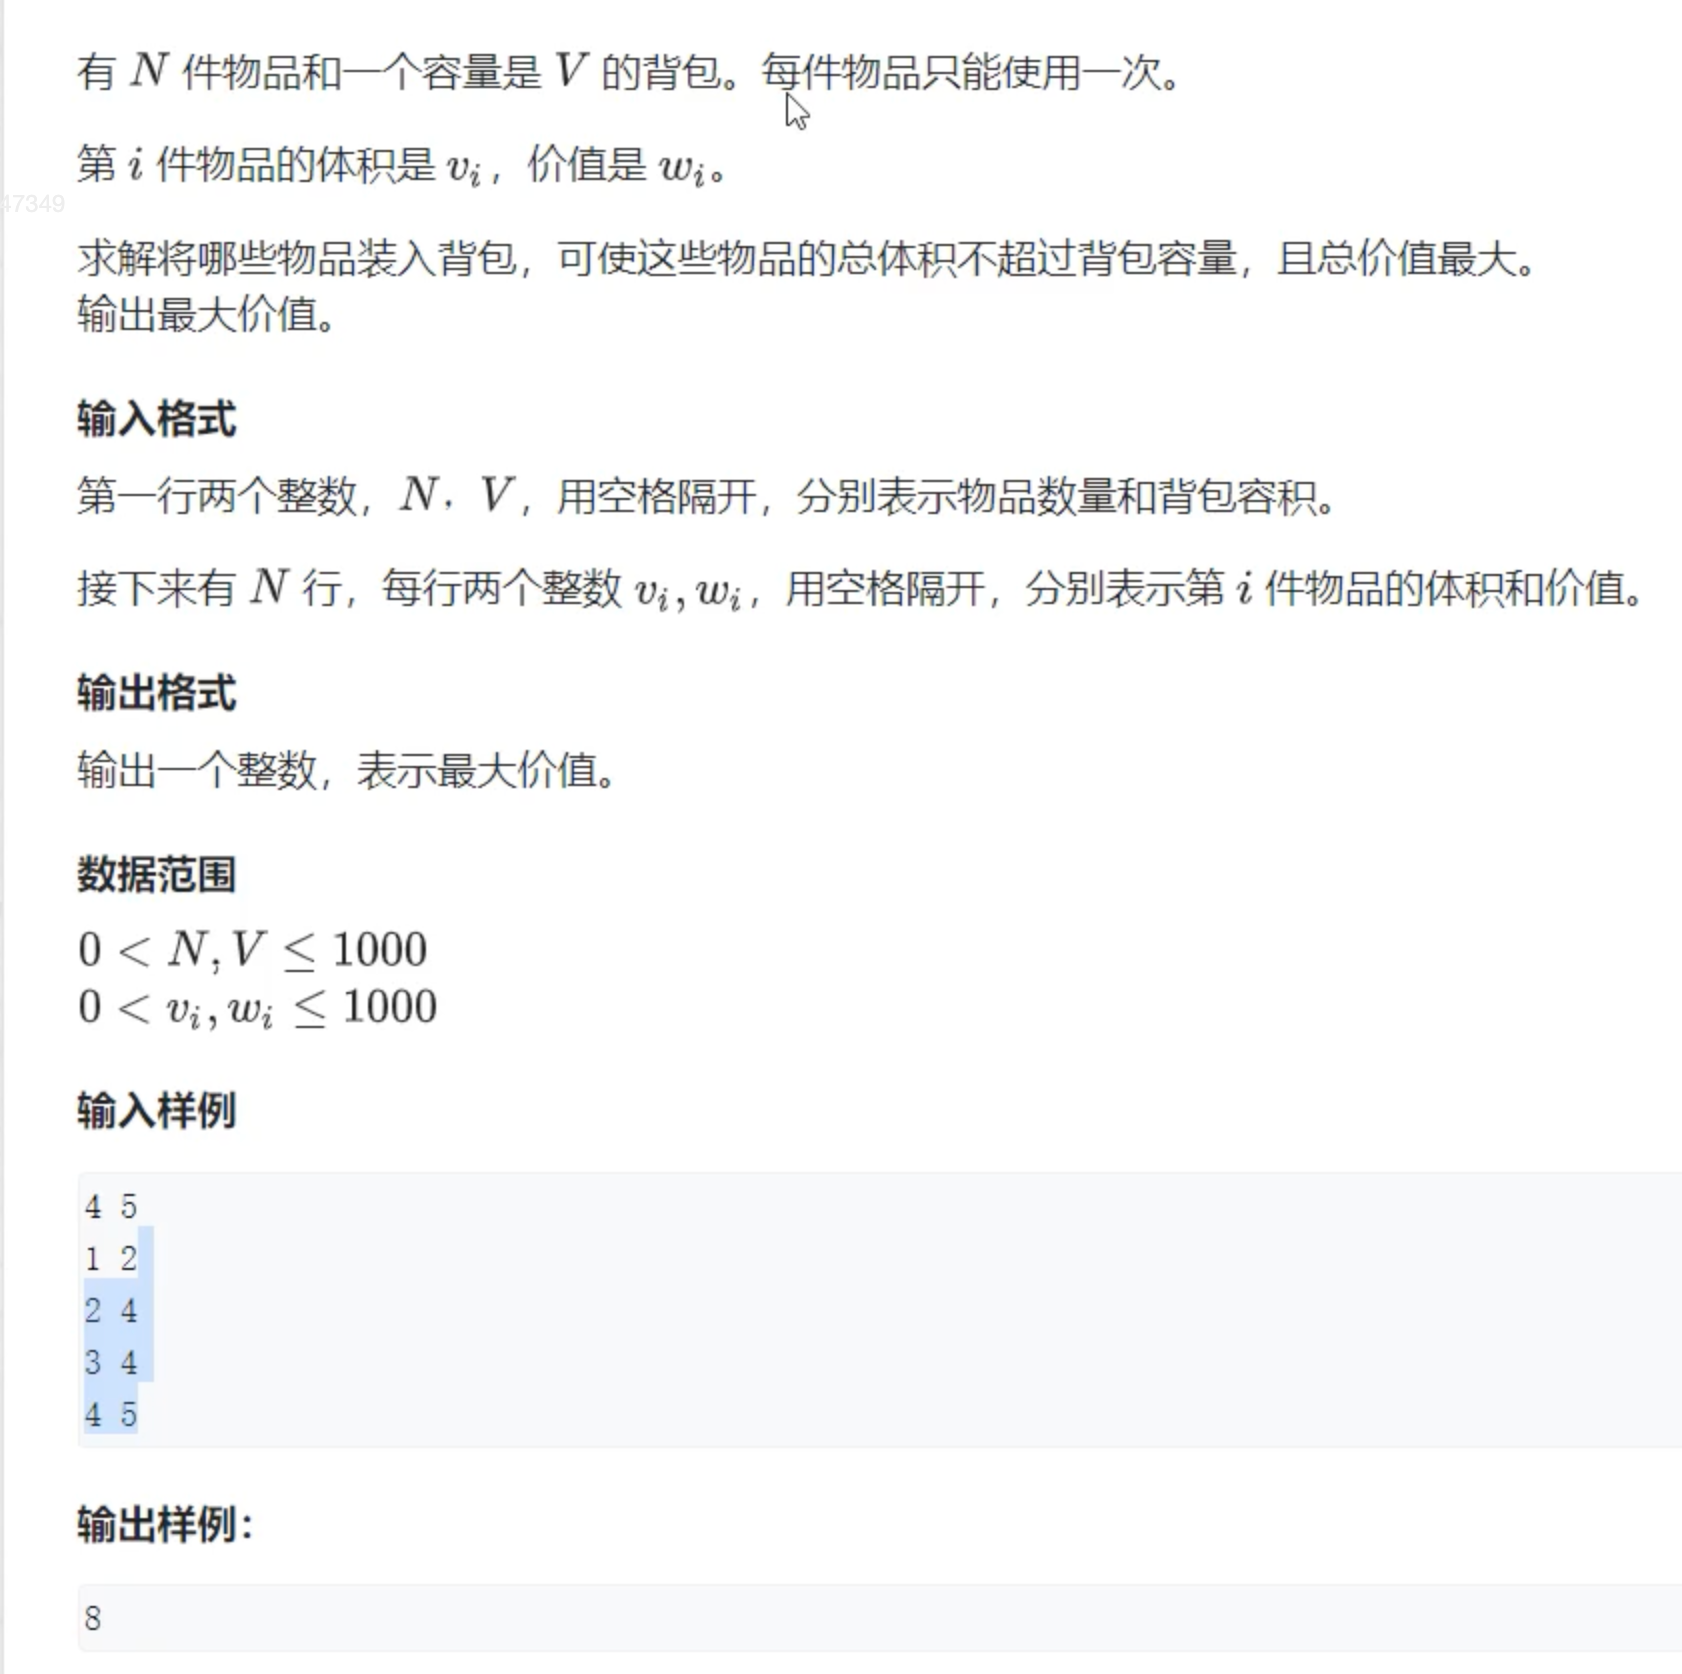 有 N 件物品和一个容量是 V 的背包。每件物品只能使用一次。
第 i 件物品的体积是 vᵢ，价值是 wᵢ。
47349
求解将哪些物品装入背包，可使这些物品的总体积不超过背包容量，且总价值最大。
输出最大价值。
输入格式
第一行两个整数，N，V，用空格隔开，分别表示物品数量和背包容积。
接下来有 N 行，每行两个整数 vᵢ, wᵢ，用空格隔开，分别表示第 i 件物品的体积和价值。
输出格式
输出一个整数，表示最大价值。
数据范围
0 < N, V ≤ 1000
0 < vᵢ, wᵢ ≤ 1000
输入样例
4 5
1 2
2 4
3 4
4 5
输出样例：
8